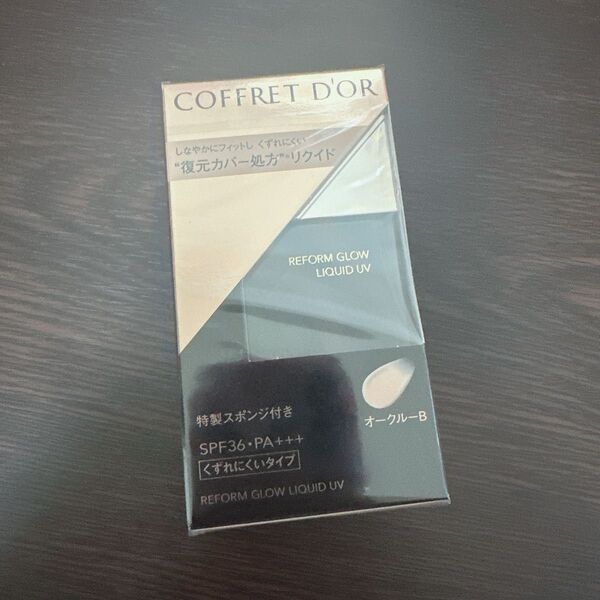 COFFRET D'OR
しなやかにフィットし くずれにくい
"復元カバー処方"※リクイド
REFORM GLOW
LIQUID UV
オークルーB
特製スポンジ付き
SPF36・PA+++
くずれにくいタイプ
REFORM GLOW LIQUID UV